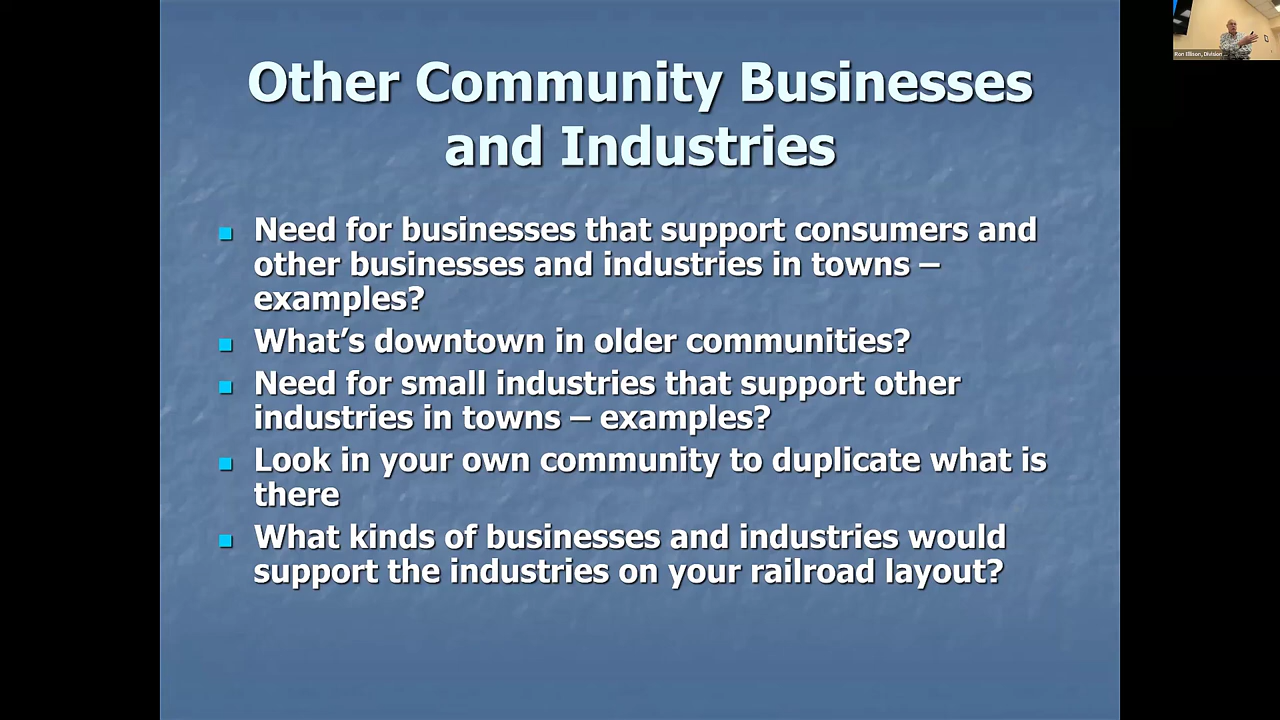 Other Community Businesses
and Industries
Need for businesses that support consumers and
other businesses and industries in towns –
examples?
What’s downtown in older communities?
Need for small industries that support other
industries in towns – examples?
Look in your own community to duplicate what is
there
What kinds of businesses and industries would
support the industries on your railroad layout?
Ron Ellison, Division